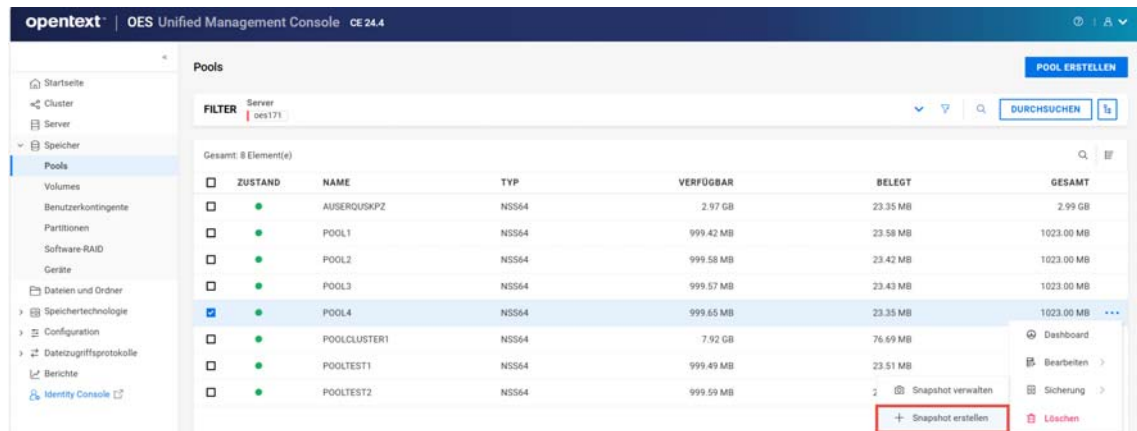 opentext | OES Unified Management Console CE 24.4
Startseite
Cluster
Server
Speicher
Pools
Volumes
Benutzerkontingente
Partitionen
Software-RAID
Geräte
Dateien und Ordner
Speichertechnologie
Configuration
Dateizugriffsprotokolle
Berichte
Identity Console
Pools
POOL ERSTELLEN
FILTER Server oes171
DURCHSUCHEN
Gesamt: 8 Element(e)
ZUSTAND NAME TYP VERFÜGBAR BELEGT GESAMT
AUSERQUSKPZ NSS64 2.97 GB 23.35 MB 2.99 GB
POOL1 NSS64 999.42 MB 23.58 MB 1023.00 MB
POOL2 NSS64 999.58 MB 23.42 MB 1023.00 MB
POOL3 NSS64 999.57 MB 23.43 MB 1023.00 MB
POOL4 NSS64 999.65 MB 23.35 MB 1023.00 MB
POOLCLUSTER1 NSS64 7.92 GB 76.69 MB
POOLTEST1 NSS64 999.49 MB 23.51 MB
POOLTEST2 NSS64 999.59 MB 2
Dashboard
Bearbeiten
Sicherung
Löschen
Snapshot verwalten
Snapshot erstellen